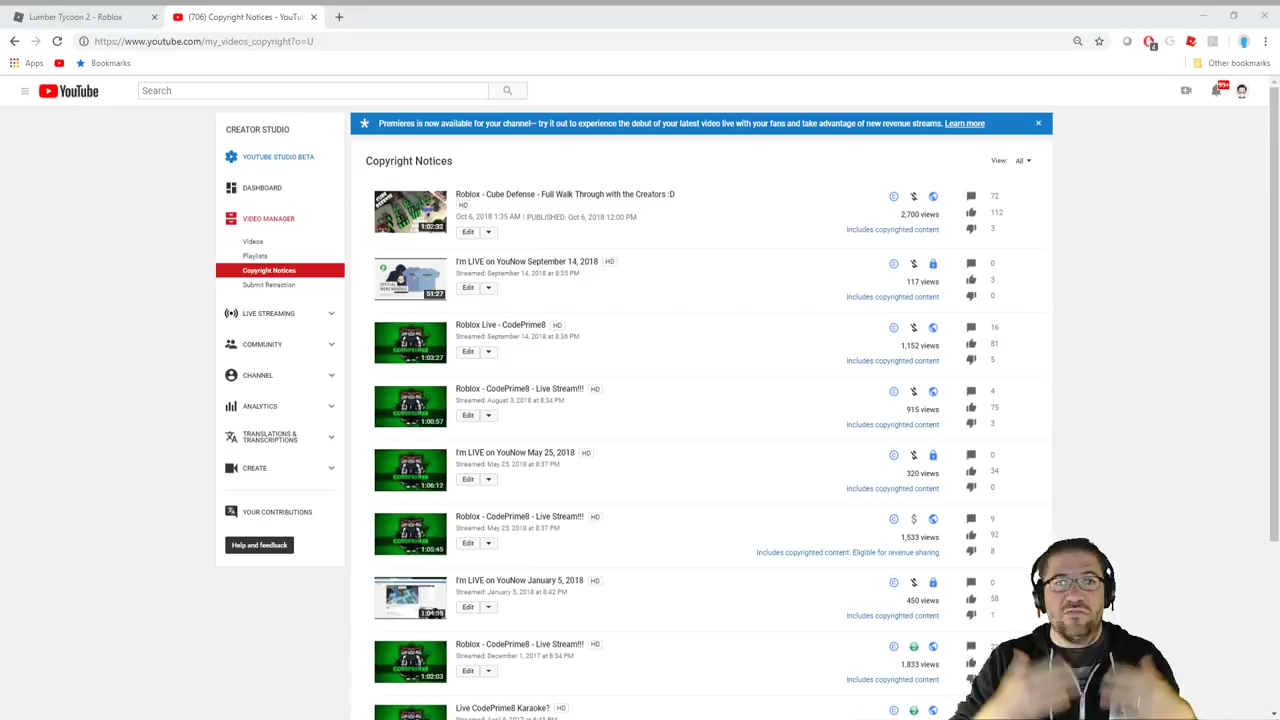 Lumber Tycoon 2 - Roblox
(706) Copyright Notices - YouTu
https://www.youtube.com/my_videos_copyright?o=U
4
Apps
Bookmarks
Other bookmarks
YouTube
Search
99+
CREATOR STUDIO
YOUTUBE STUDIO BETA
DASHBOARD
VIDEO MANAGER
Videos
Playlists
Copyright Notices
Submit Retraction
LIVE STREAMING
COMMUNITY
CHANNEL
ANALYTICS
TRANSLATIONS &
TRANSCRIPTIONS
CREATE
YOUR CONTRIBUTIONS
Help and feedback
Premieres is now available for your channel— try it out to experience the debut of your latest video live with your fans and take advantage of new revenue streams. Learn more
Copyright Notices
View: All
Roblox - Cube Defense - Full Walk Through with the Creators :D
HD
Oct 6, 2018 1:35 AM | PUBLISHED: Oct 6, 2018 12:00 PM
1:02:32
Edit
2,700 views
Includes copyrighted content
72
112
3
I'm LIVE on YouNow September 14, 2018 HD
Streamed: September 14, 2018 at 8:35 PM
51:27
Edit
117 views
Includes copyrighted content
0
3
0
Roblox Live - CodePrime8 HD
Streamed: September 14, 2018 at 8:36 PM
CODEPRIME8
1:03:27
Edit
1,152 views
Includes copyrighted content
16
81
5
Roblox - CodePrime8 - Live Stream!!! HD
Streamed: August 3, 2018 at 8:34 PM
CODEPRIME8
1:00:57
Edit
915 views
Includes copyrighted content
4
75
3
I'm LIVE on YouNow May 25, 2018 HD
Streamed: May 25, 2018 at 8:37 PM
CODEPRIME8
1:06:12
Edit
320 views
Includes copyrighted content
0
34
0
Roblox - CodePrime8 - Live Stream!!! HD
Streamed: May 25, 2018 at 8:37 PM
CODEPRIME8
1:05:45
Edit
1,533 views
Includes copyrighted content. Eligible for revenue sharing
9
92
8
I'm LIVE on YouNow January 5, 2018 HD
Streamed: January 5, 2018 at 8:42 PM
Edit
450 views
Includes copyrighted content
0
58
1
Roblox - CodePrime8 - Live Stream!!! HD
Streamed: December 1, 2017 at 8:34 PM
CODEPRIME8
1:02:03
Edit
1,833 views
Includes copyrighted content
Live CodePrime8 Karaoke? HD